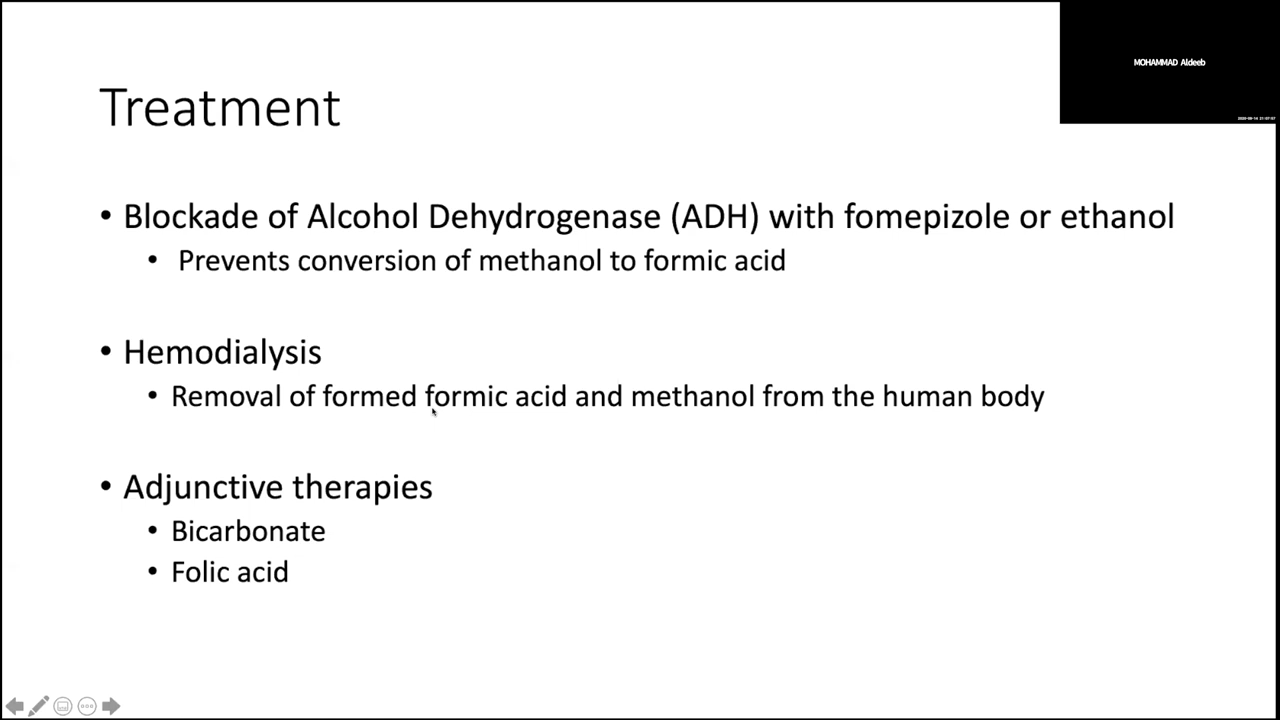 MOHAMMAD Aldeeb
Treatment
• Blockade of Alcohol Dehydrogenase (ADH) with fomepizole or ethanol
• Prevents conversion of methanol to formic acid
• Hemodialysis
• Removal of formed formic acid and methanol from the human body
• Adjunctive therapies
• Bicarbonate
• Folic acid